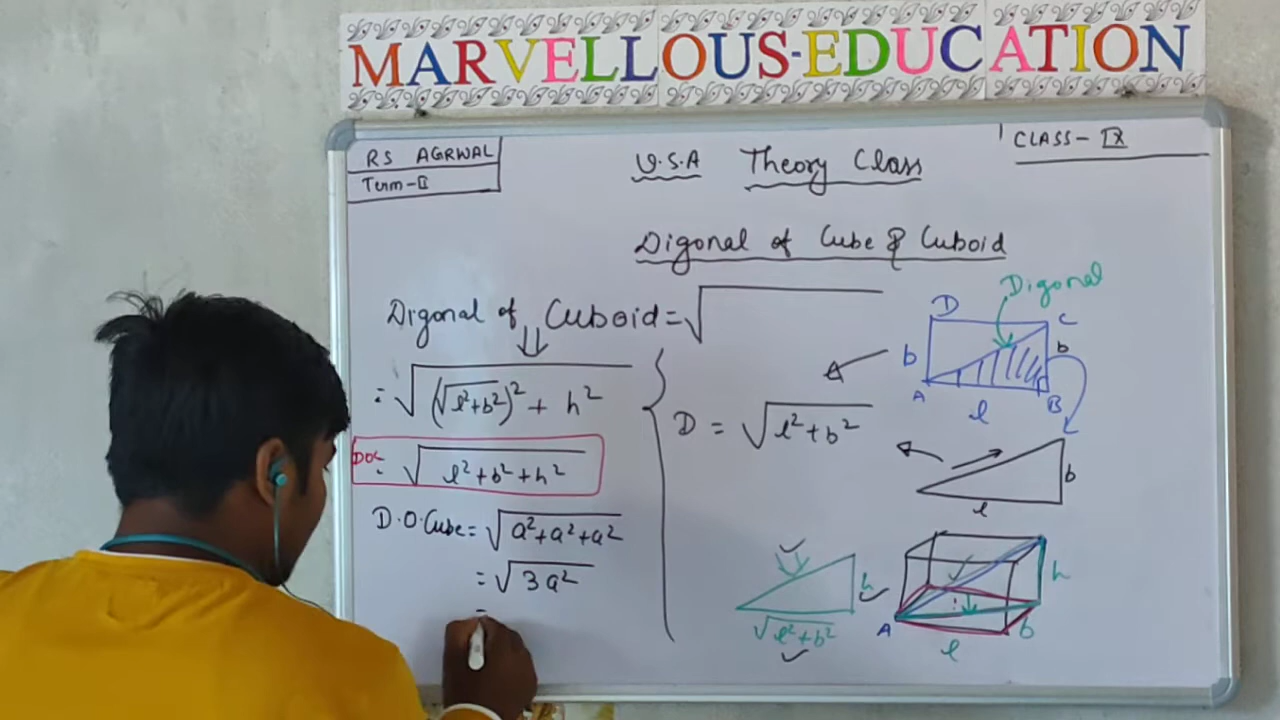 MARVELLOUS-EDUCATION
RS AGRWAL
Term-II
V.S.A Theory Class
CLASS-IX
Digonal of Cube & Cuboid
Digonal of Cuboid = √
= √(√l²+b²)² + h²
DOC = √l²+b²+h²
D.O.Cube = √a²+a²+a²
= √3a²
=
D = √l²+b²
Digonal
D
C
b
b
A
l
B
b
l
h
√l²+b²
h
A
l
b